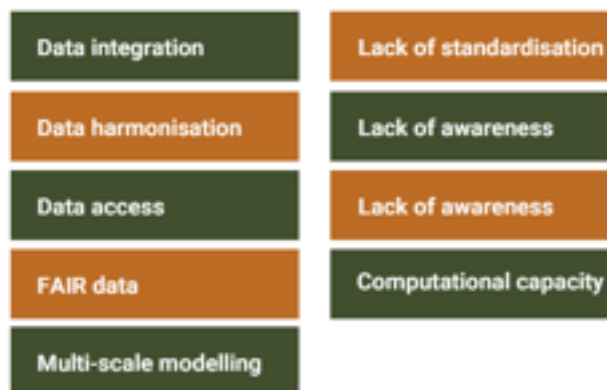 Data integration
Data harmonisation
Data access
FAIR data
Multi-scale modelling
Lack of standardisation
Lack of awareness
Lack of awareness
Computational capacity